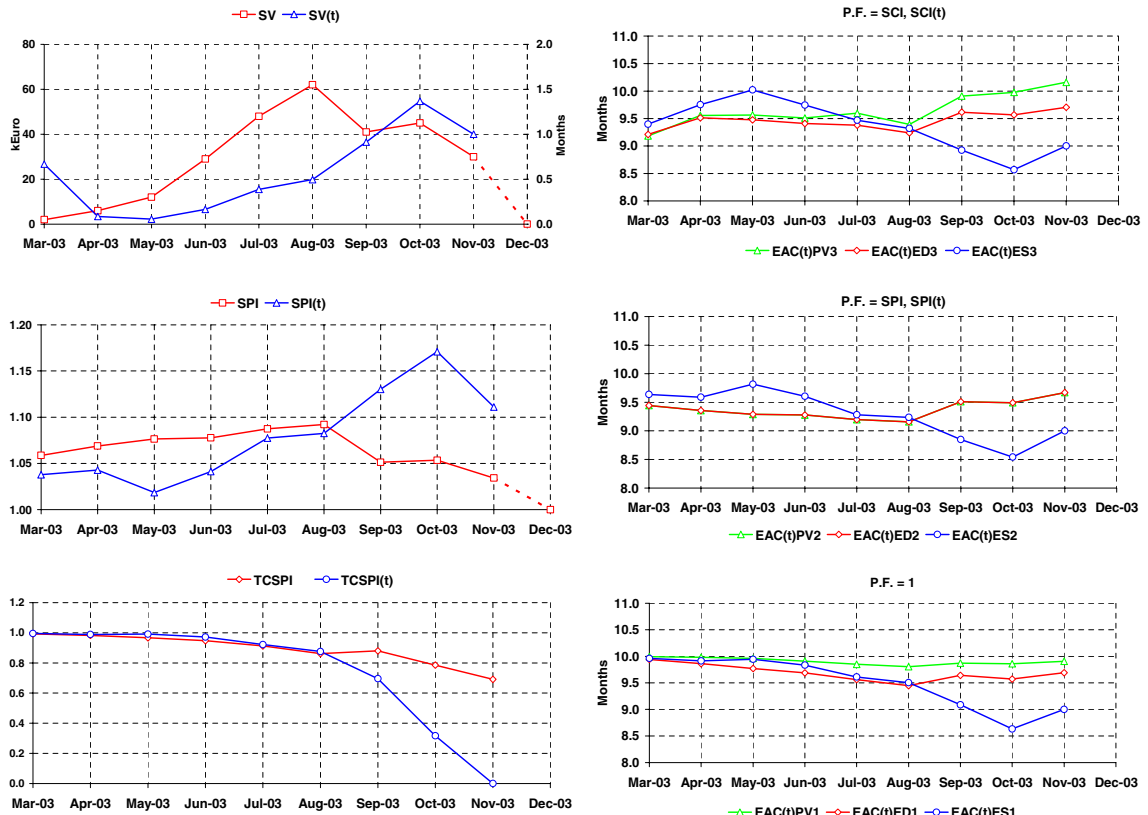 SV SV(t)
80
60
40
20
0
kEuro
2.0
1.5
1.0
0.5
0.0
Months
Mar-03 Apr-03 May-03 Jun-03 Jul-03 Aug-03 Sep-03 Oct-03 Nov-03 Dec-03
P.F. = SCI, SCI(t)
11.0
10.5
10.0
9.5
9.0
8.5
8.0
Months
Mar-03 Apr-03 May-03 Jun-03 Jul-03 Aug-03 Sep-03 Oct-03 Nov-03 Dec-03
EAC(t)PV3 EAC(t)ED3 EAC(t)ES3
SPI SPI(t)
1.20
1.15
1.10
1.05
1.00
Mar-03 Apr-03 May-03 Jun-03 Jul-03 Aug-03 Sep-03 Oct-03 Nov-03 Dec-03
P.F. = SPI, SPI(t)
11.0
10.5
10.0
9.5
9.0
8.5
8.0
Months
Mar-03 Apr-03 May-03 Jun-03 Jul-03 Aug-03 Sep-03 Oct-03 Nov-03 Dec-03
EAC(t)PV2 EAC(t)ED2 EAC(t)ES2
TCSPI TCSPI(t)
1.2
1.0
0.8
0.6
0.4
0.2
0.0
Mar-03 Apr-03 May-03 Jun-03 Jul-03 Aug-03 Sep-03 Oct-03 Nov-03 Dec-03
P.F. = 1
11.0
10.5
10.0
9.5
9.0
8.5
8.0
Months
Mar-03 Apr-03 May-03 Jun-03 Jul-03 Aug-03 Sep-03 Oct-03 Nov-03 Dec-03
EAC(t)PV1 EAC(t)ED1 EAC(t)ES1